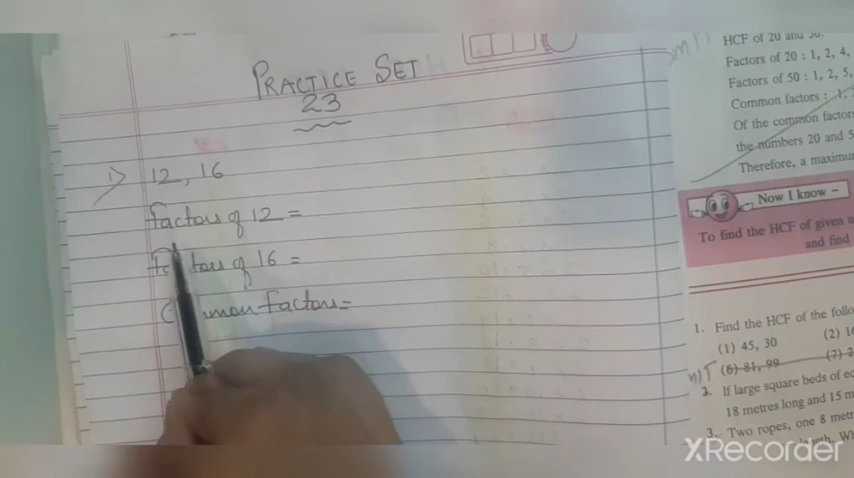 PRACTICE SET
23
1) 12, 16
factors of 12 =
of 16 =
Factors =
HCF of 20 and 50.
Factors of 20 : 1, 2, 4,
Factors of 50 : 1, 2, 5,
Common factors : 1,
Of the common factor
the numbers 20 and 5
Therefore, a maximu
Now I know –
To find the HCF of given
and find
1. Find the HCF of the follo
(1) 45, 30 (2) 1
(6) 81, 99 (7) 2
2. If large square beds of e
18 metres long and 15 m
3. Two ropes, one 8 metr
XRecorder